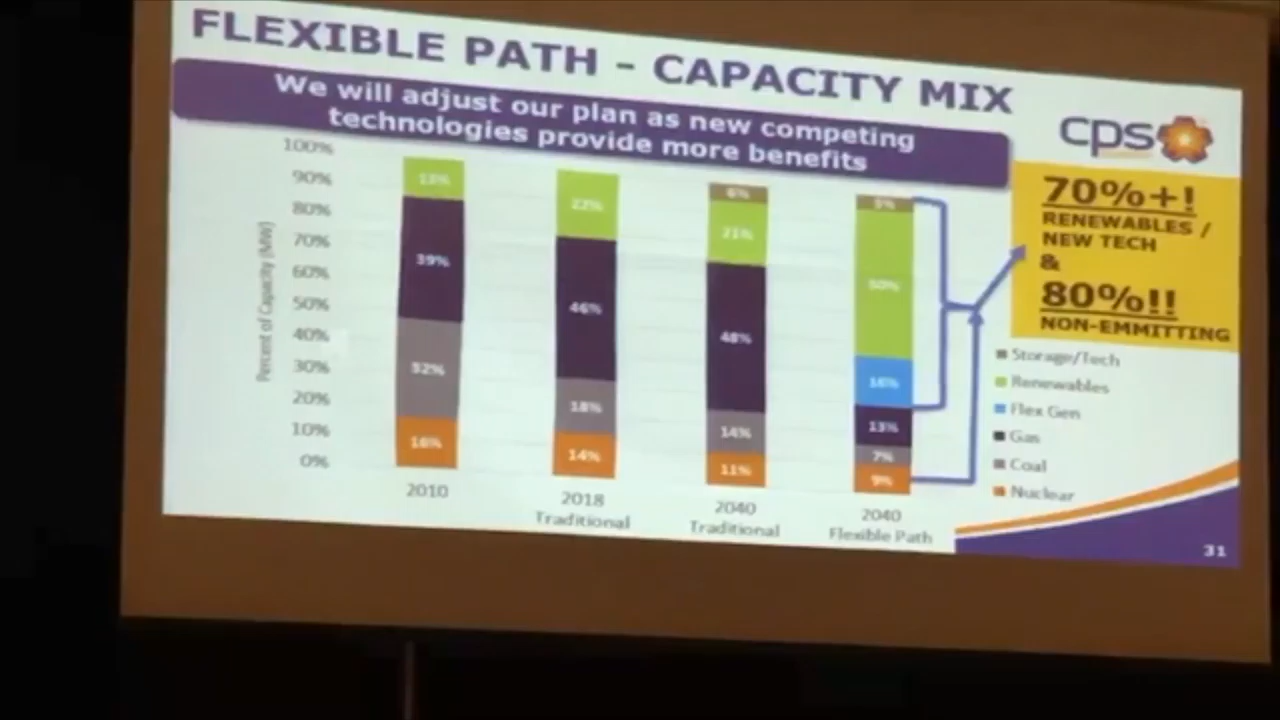 FLEXIBLE PATH - CAPACITY MIX
We will adjust our plan as new competing
technologies provide more benefits
cps
70%+!
RENEWABLES /
NEW TECH
&
80%!!
NON-EMMITTING
Percent of Capacity (MW)
100%
90%
80%
70%
60%
50%
40%
30%
20%
10%
0%
13%
39%
32%
16%
2010
22%
46%
18%
14%
2018
Traditional
6%
21%
48%
14%
11%
2040
Traditional
5%
50%
16%
13%
7%
9%
2040
Flexible Path
Storage/Tech
Renewables
Flex Gen
Gas
Coal
Nuclear
31